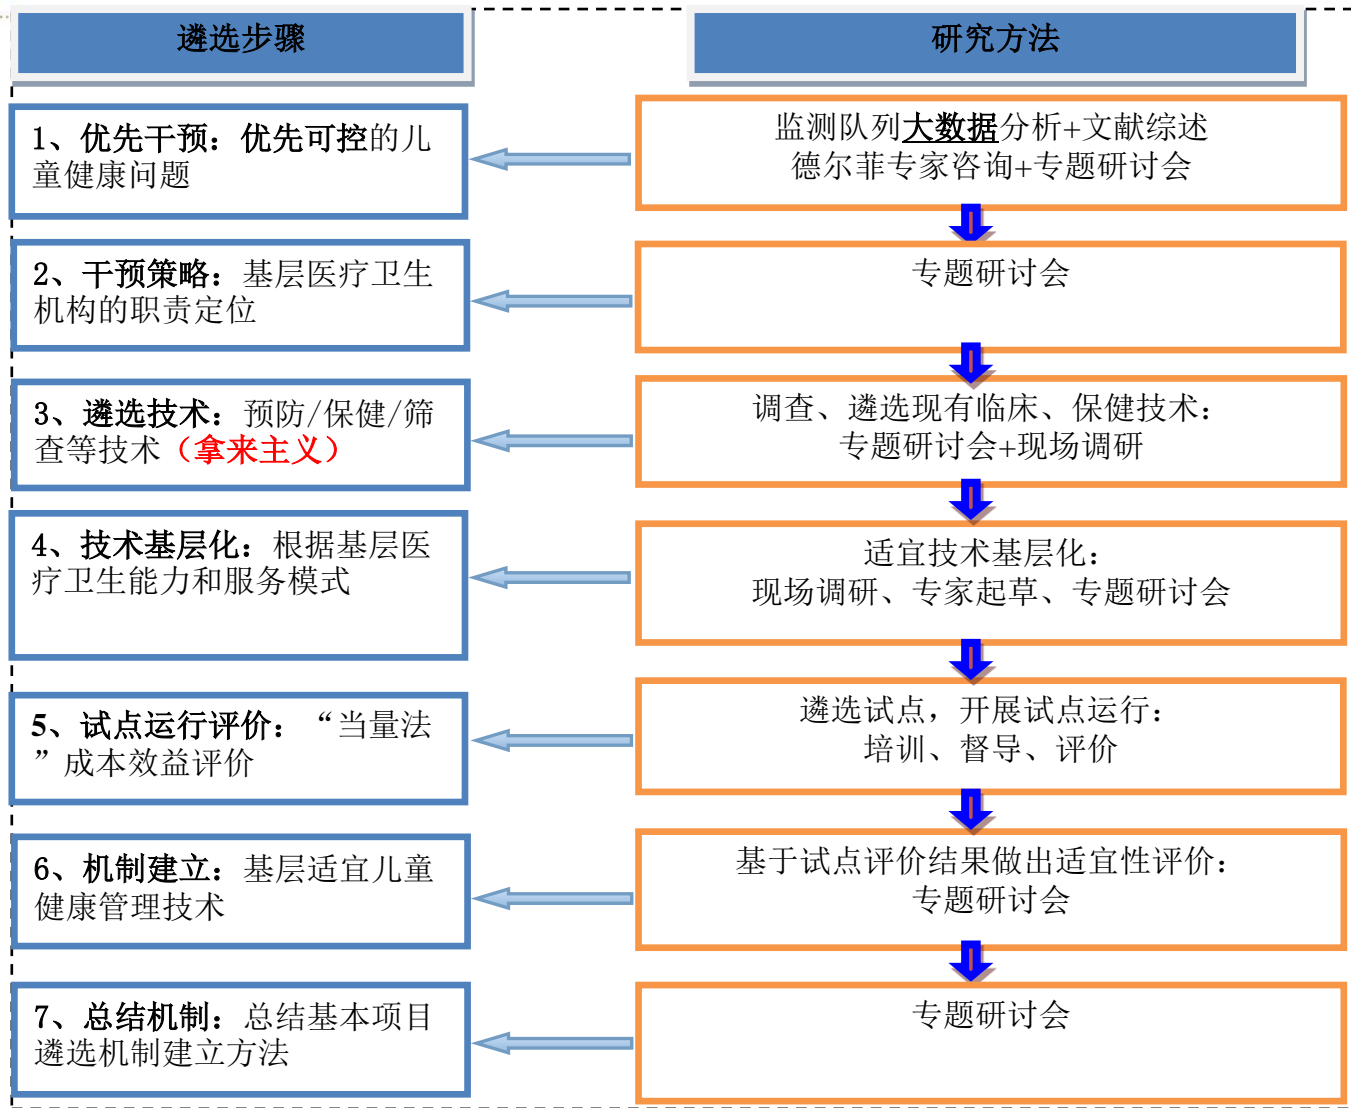 遴选步骤
研究方法
1、优先干预：优先可控的儿
童健康问题
监测队列大数据分析+文献综述
德尔菲专家咨询+专题研讨会
2、干预策略：基层医疗卫生
机构的职责定位
专题研讨会
3、遴选技术：预防/保健/筛
查等技术（拿来主义）
调查、遴选现有临床、保健技术：
专题研讨会+现场调研
4、技术基层化：根据基层医
疗卫生能力和服务模式
适宜技术基层化：
现场调研、专家起草、专题研讨会
5、试点运行评价：“当量法
”成本效益评价
遴选试点，开展试点运行：
培训、督导、评价
6、机制建立：基层适宜儿童
健康管理技术
基于试点评价结果做出适宜性评价：
专题研讨会
7、总结机制：总结基本项目
遴选机制建立方法
专题研讨会